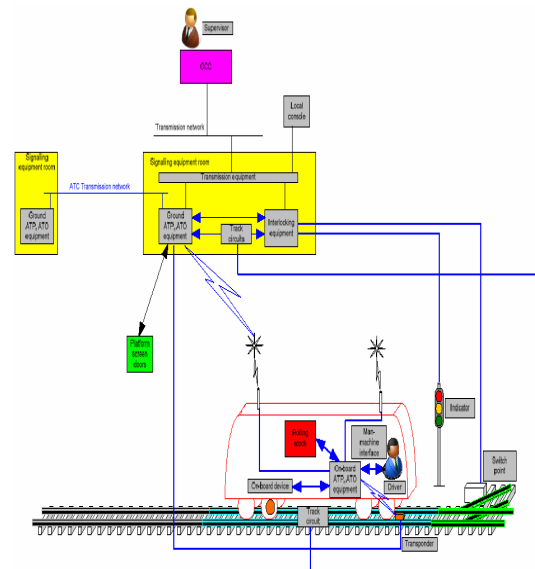 Supervisor
OCC
Local
console
Transmission network
Signaling
equipment room
Signalling equipment room
Transmission equipment
ATC Transmission network
Ground
ATP, ATO
equipment
Ground
ATP, ATO
equipment
Track
circuits
Interlocking
equipment
Platform
screen
doors
Indicator
Rolling
stock
Man-
machine
interface
Switch
point
On-board device
On-board
ATP, ATO
equipment
Driver
Track
circuit
Transponder